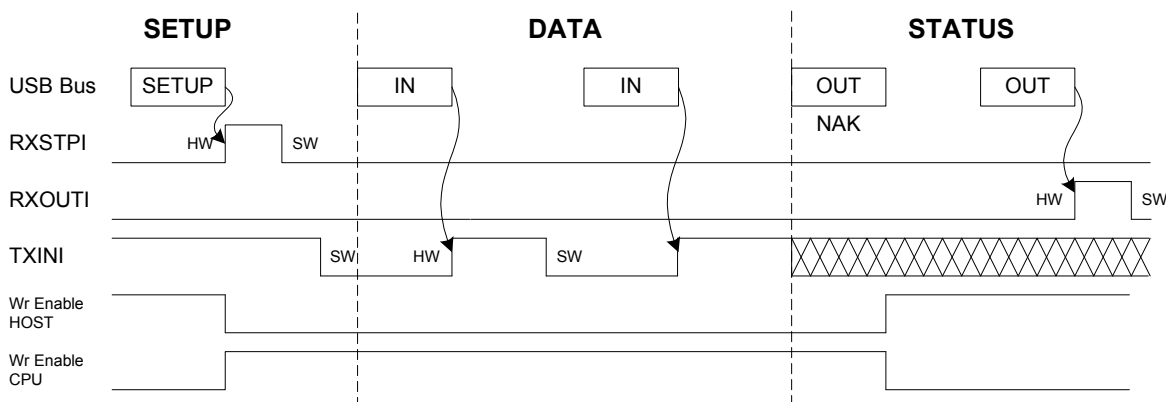 SETUP DATA STATUS
USB Bus SETUP IN IN OUT OUT
NAK
RXSTPI HW SW
RXOUTI HW SW
TXINI SW HW SW
Wr Enable
HOST
Wr Enable
CPU